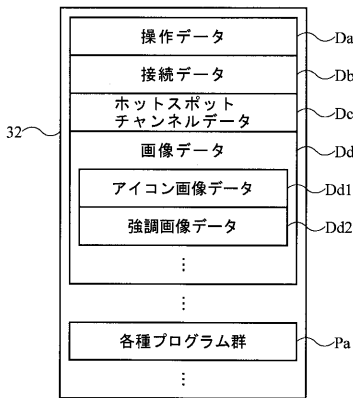 操作データ
Da
接続データ
Db
ホットスポット
チャンネルデータ
Dc
32
画像データ
Dd
アイコン画像データ
Dd1
強調画像データ
Dd2
各種プログラム群
Pa